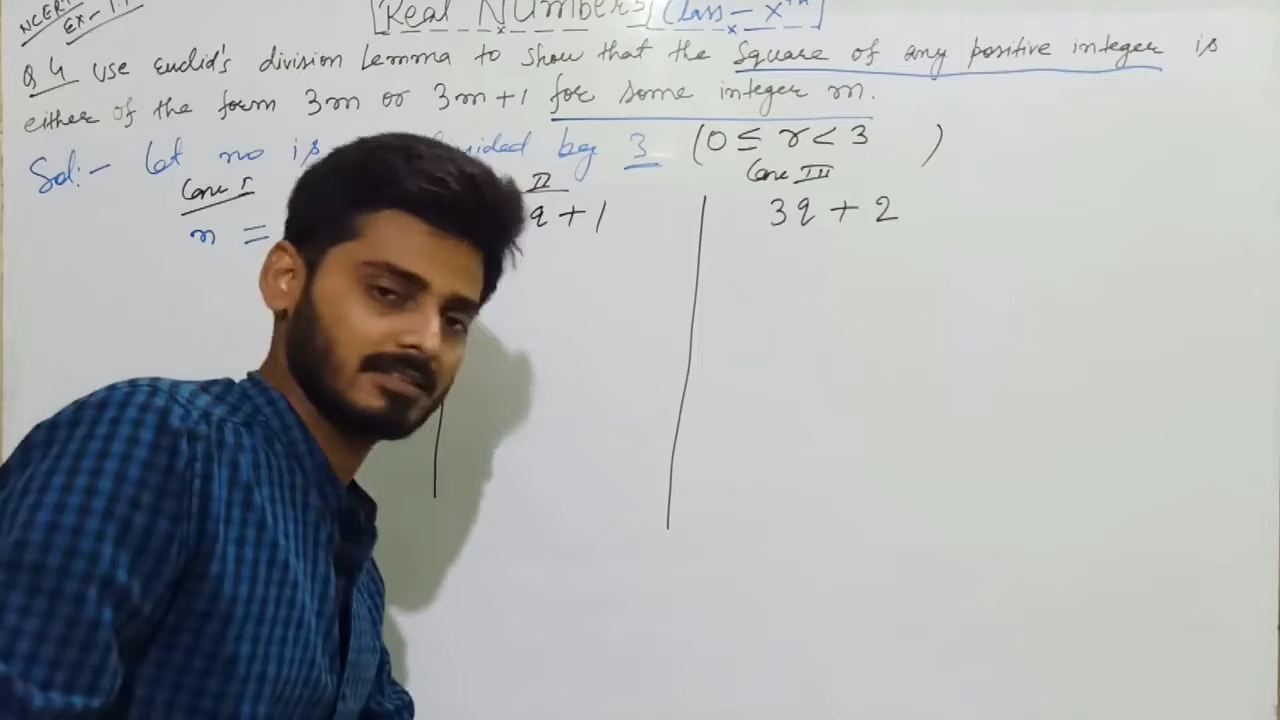 NCERT
Ex-1.1
Real Numbers Class-Xth
Q4 Use Euclid's division Lemma to show that the Square of any positive integer is
either of the form 3m or 3m+1 for some integer m.
Sol:- let no is divided by 3 (0 ≤ r < 3 )
Case I II Case III
n = q+1 3q+2